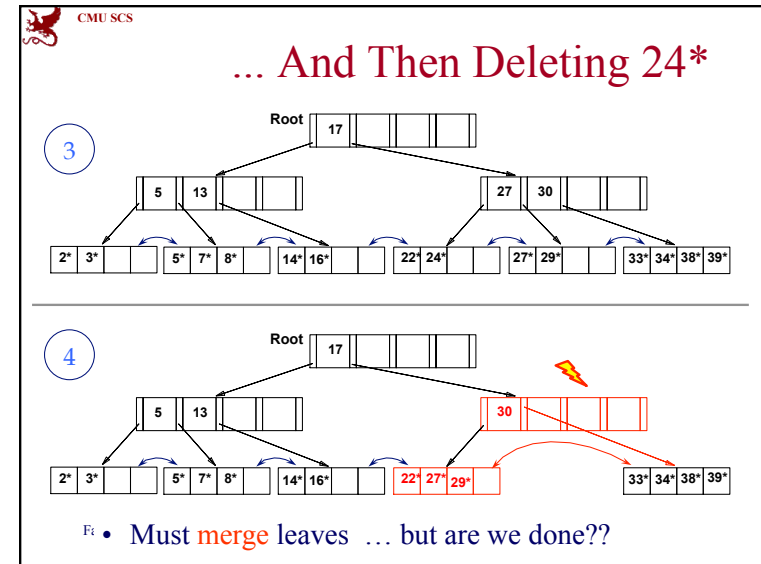 CMU SCS
... And Then Deleting 24*
3
Root 17
5 13 27 30
2* 3* 5* 7* 8* 14* 16* 22* 24* 27* 29* 33* 34* 38* 39*
4
Root 17
5 13 30
2* 3* 5* 7* 8* 14* 16* 22* 27* 29* 33* 34* 38* 39*
• Must merge leaves … but are we done??